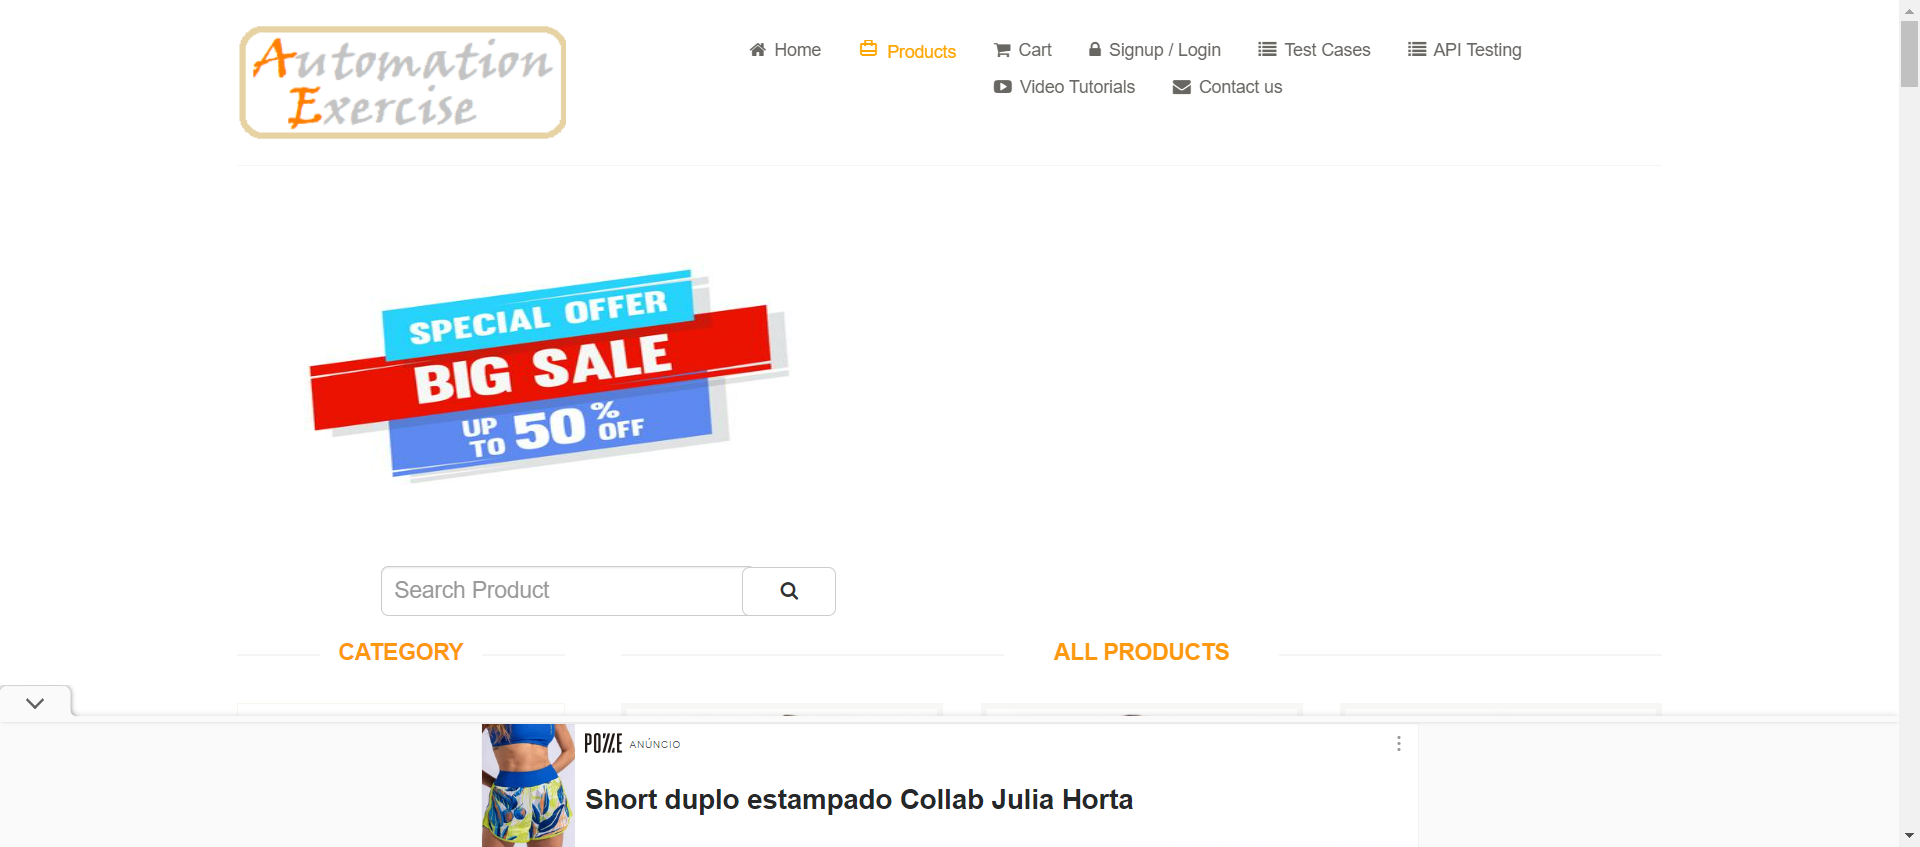 Automation
Exercise
Home
Products
Cart
Signup / Login
Test Cases
API Testing
Video Tutorials
Contact us
SPECIAL OFFER
BIG SALE
UP TO 50% OFF
Search Product
CATEGORY
ALL PRODUCTS
POZZE ANÚNCIO
Short duplo estampado Collab Julia Horta